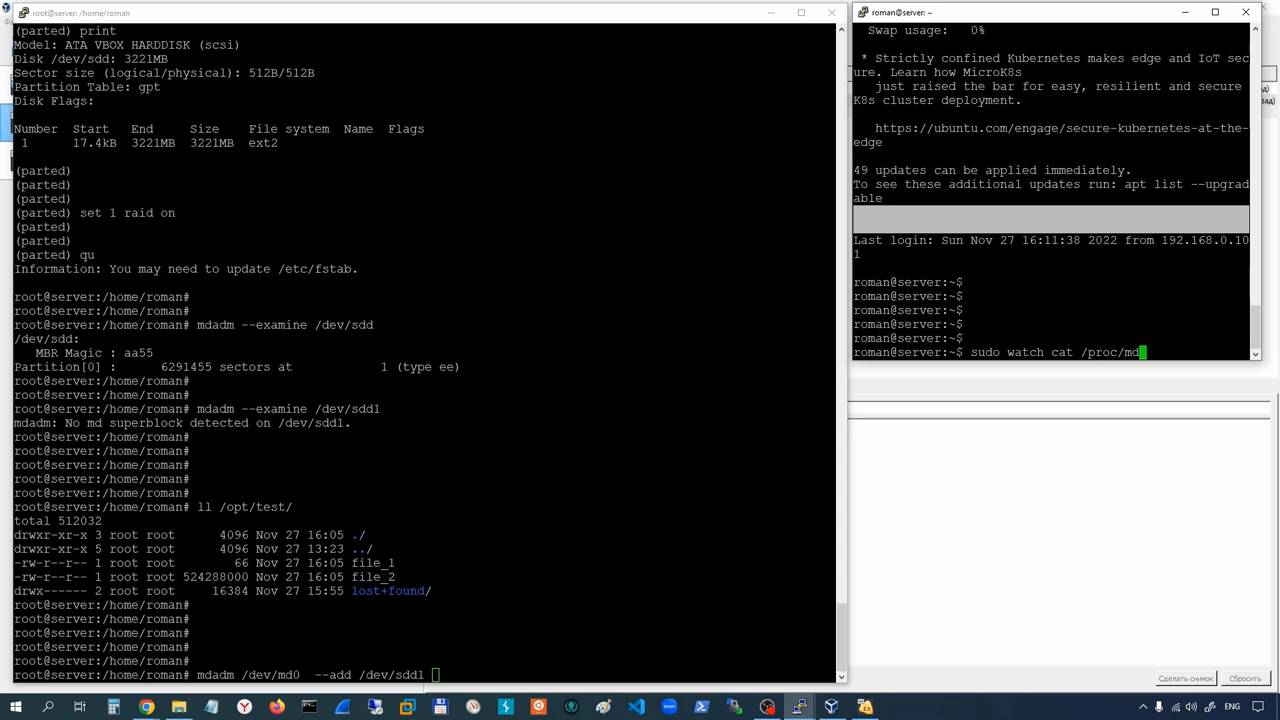 root@server: /home/roman
(parted) print
Model: ATA VBOX HARDDISK (scsi)
Disk /dev/sdd: 3221MB
Sector size (logical/physical): 512B/512B
Partition Table: gpt
Disk Flags:
Number  Start   End     Size    File system  Name  Flags
1      17.4kB  3221MB  3221MB  ext2
(parted)
(parted)
(parted)
(parted) set 1 raid on
(parted)
(parted)
(parted) qu
Information: You may need to update /etc/fstab.
root@server:/home/roman#
root@server:/home/roman#
root@server:/home/roman# mdadm --examine /dev/sdd
/dev/sdd:
MBR Magic : aa55
Partition[0] :      6291455 sectors at            1 (type ee)
root@server:/home/roman#
root@server:/home/roman#
root@server:/home/roman# mdadm --examine /dev/sdd1
mdadm: No md superblock detected on /dev/sdd1.
root@server:/home/roman#
root@server:/home/roman#
root@server:/home/roman#
root@server:/home/roman#
root@server:/home/roman#
root@server:/home/roman# ll /opt/test/
total 512032
drwxr-xr-x 3 root root      4096 Nov 27 16:05 ./
drwxr-xr-x 5 root root      4096 Nov 27 13:23 ../
-rw-r--r-- 1 root root        66 Nov 27 16:05 file_1
-rw-r--r-- 1 root root 524288000 Nov 27 16:05 file_2
drwx------ 2 root root     16384 Nov 27 15:55 lost+found/
root@server:/home/roman#
root@server:/home/roman#
root@server:/home/roman#
root@server:/home/roman#
root@server:/home/roman#
root@server:/home/roman# mdadm /dev/md0  --add /dev/sdd1
roman@server: ~
Swap usage:   0%
* Strictly confined Kubernetes makes edge and IoT sec
ure. Learn how MicroK8s
just raised the bar for easy, resilient and secure
K8s cluster deployment.
https://ubuntu.com/engage/secure-kubernetes-at-the-
edge
49 updates can be applied immediately.
To see these additional updates run: apt list --upgrad
able
Last login: Sun Nov 27 16:11:38 2022 from 192.168.0.10
1
roman@server:~$
roman@server:~$
roman@server:~$
roman@server:~$
roman@server:~$
roman@server:~$ sudo watch cat /proc/md
Сделать снимок
Сбросить
2.0
ENG